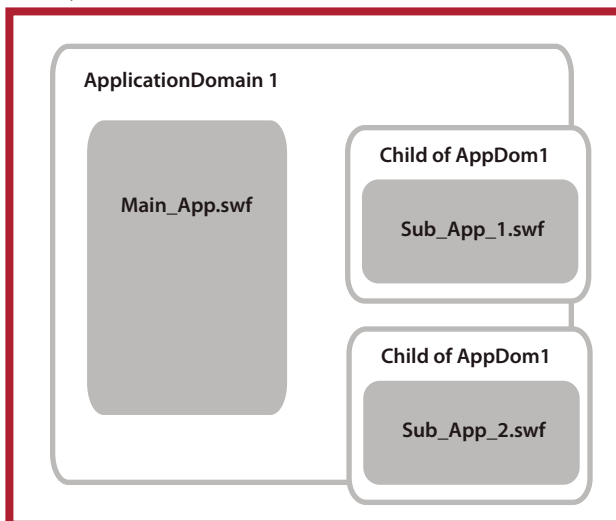 ApplicationDomain 1
Main_App.swf
Child of AppDom1
Sub_App_1.swf
Child of AppDom1
Sub_App_2.swf